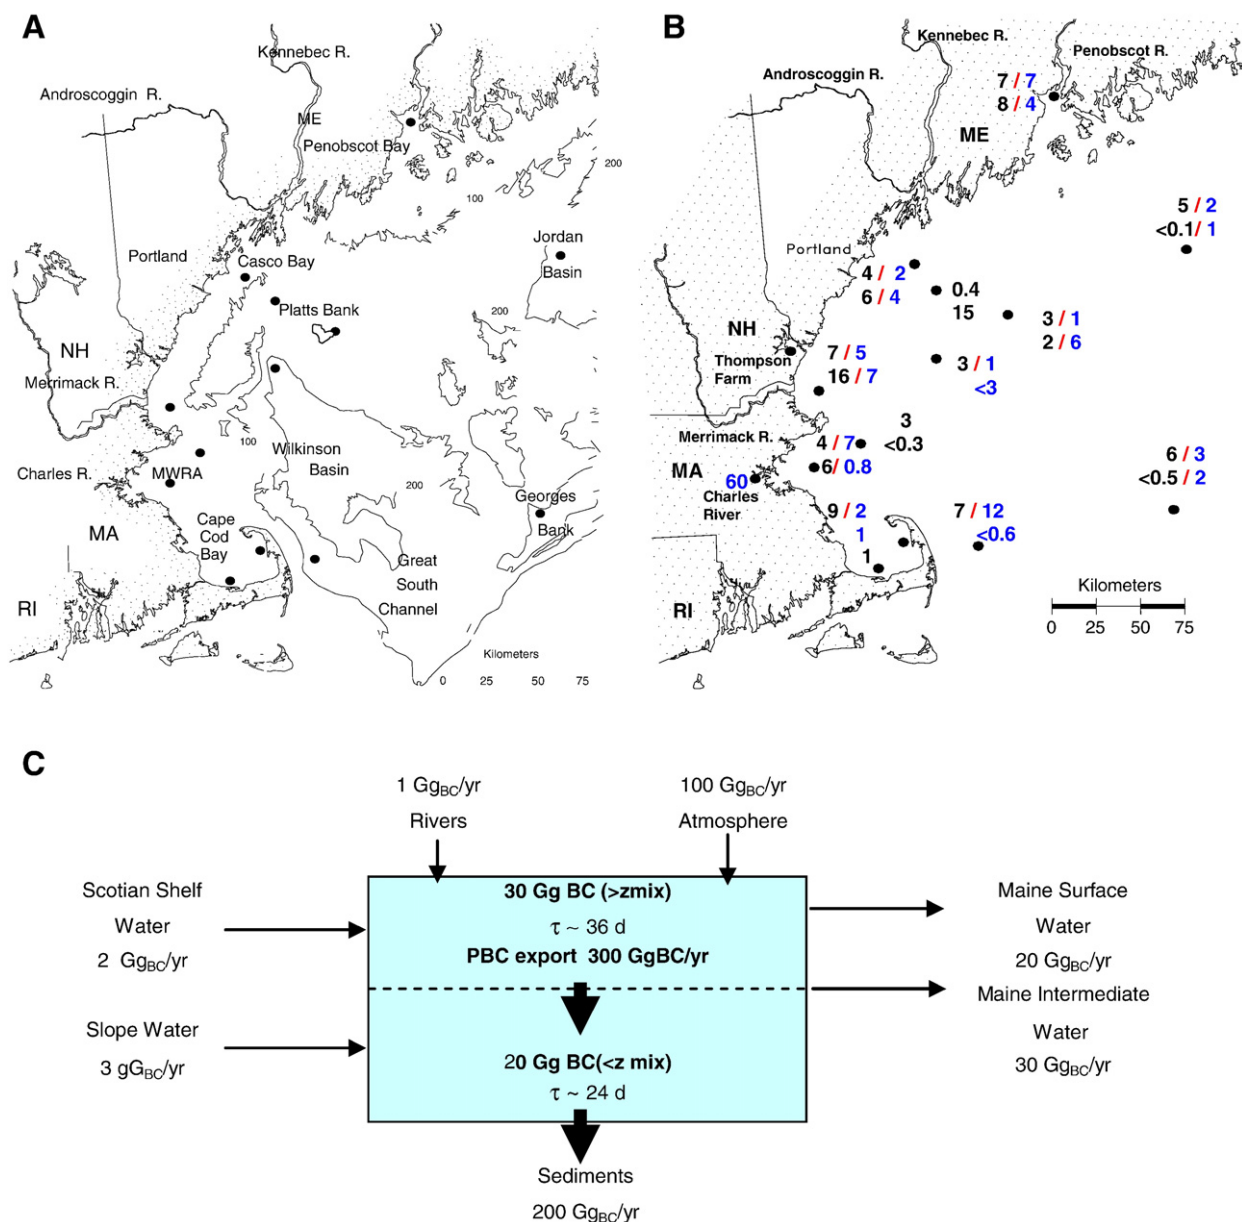 A
Kennebec R.
Androscoggin R.
ME
Penobscot Bay
200
100
Jordan
Basin
Portland
Casco Bay
Platts Bank
200
NH
Merrimack R.
100
Wilkinson
Basin
Charles R.
MWRA
200
Georges
Bank
MA
Cape
Cod
Bay
Great
South
Channel
RI
Kilometers
0 25 50 75
B
Kennebec R.
Penobscot R.
Androscoggin R.
7 / 7
8 / 4
ME
5 / 2
<0.1/ 1
Portland
4 / 2
6 / 4
0.4
15
3 / 1
2 / 6
NH
Thompson
Farm
7 / 5
16 / 7
3 / 1
<3
Merrimack R.
3
<0.3
4 / 7
6/ 0.8
MA
60
Charles
River
6 / 3
<0.5/ 2
9 / 2
1
7 / 12
<0.6
1
RI
Kilometers
0 25 50 75
C
1 GgBC/yr
Rivers
100 GgBC/yr
Atmosphere
Scotian Shelf
Water
2 GgBC/yr
30 Gg BC (>zmix)
τ ~ 36 d
PBC export 300 GgBC/yr
Maine Surface
Water
20 GgBC/yr
Maine Intermediate
Water
30 GgBC/yr
Slope Water
3 gGBC/yr
20 Gg BC(<z mix)
τ ~ 24 d
Sediments
200 GgBC/yr